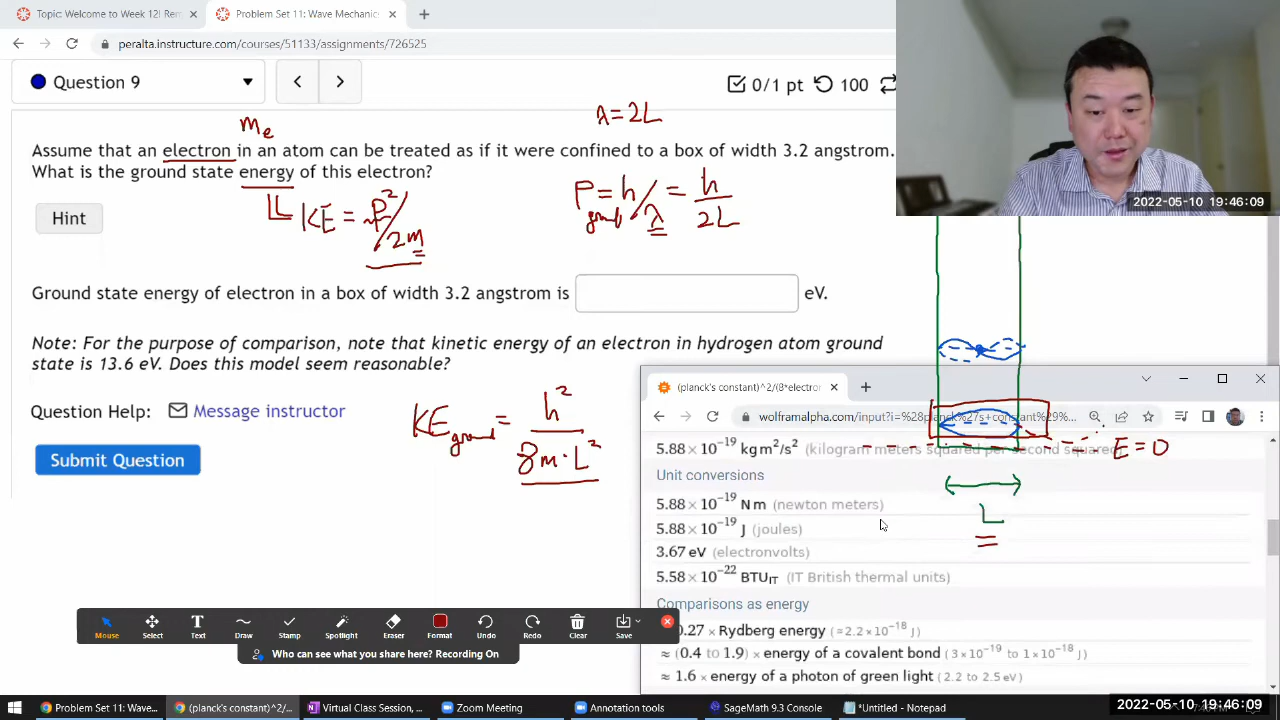 Topic: Welcome to Week 12! Rem
Problem Set 11: Wave Mechanic
peralta.instructure.com/courses/51133/assignments/726525
Question 9
0/1 pt 100
2022-05-10 19:46:09
me
λ = 2L
Assume that an electron in an atom can be treated as if it were confined to a box of width 3.2 angstrom.
What is the ground state energy of this electron?
Hint
KE = p²/2m
Pground = h/λ = h/2L
Ground state energy of electron in a box of width 3.2 angstrom is
eV.
Note: For the purpose of comparison, note that kinetic energy of an electron in hydrogen atom ground
state is 13.6 eV. Does this model seem reasonable?
Question Help: Message instructor
Submit Question
KEground = h²/8m·L²
(planck's constant)^2/(8*electror
5.88 × 10⁻¹⁹ kg m²/s² (kilogram meters squared per second squared)
E = 0
Unit conversions
5.88 × 10⁻¹⁹ N m (newton meters)
L
=
5.88 × 10⁻¹⁹ J (joules)
3.67 eV (electronvolts)
5.58 × 10⁻²² BTU_IT (IT British thermal units)
Comparisons as energy
0.27 × Rydberg energy (≈ 2.2 × 10⁻¹⁸ J)
≈ (0.4 to 1.9) × energy of a covalent bond (3 × 10⁻¹⁹ to 1 × 10⁻¹⁸ J)
≈ 1.6 × energy of a photon of green light (2.2 to 2.5 eV)
Mouse Select Text Draw Stamp Spotlight Eraser Format Undo Redo Clear Save
Who can see what you share here? Recording On
Problem Set 11: Wave
(planck's constant)^2/
Virtual Class Session,
Zoom Meeting
Annotation tools
SageMath 9.3 Console
*Untitled - Notepad
2022-05-10 19:46:09